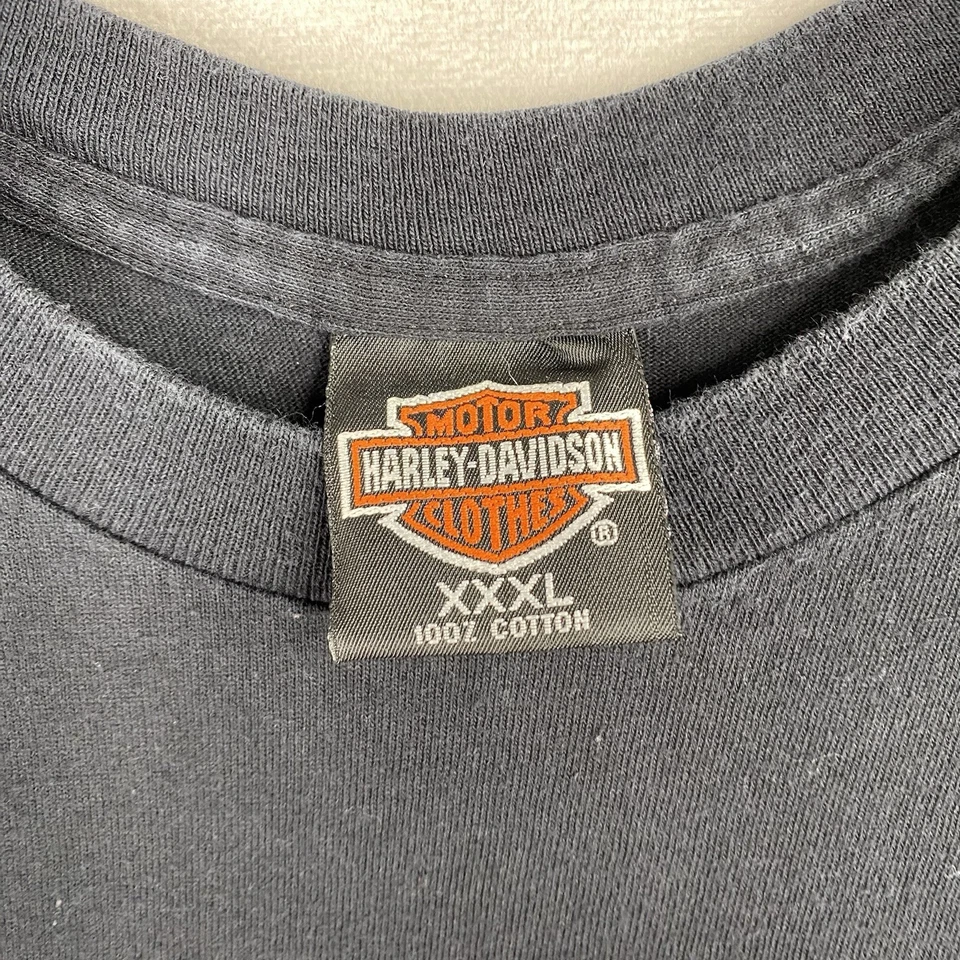 MOTOR
HARLEY-DAVIDSON
CLOTHES
®
XXXL
100% COTTON